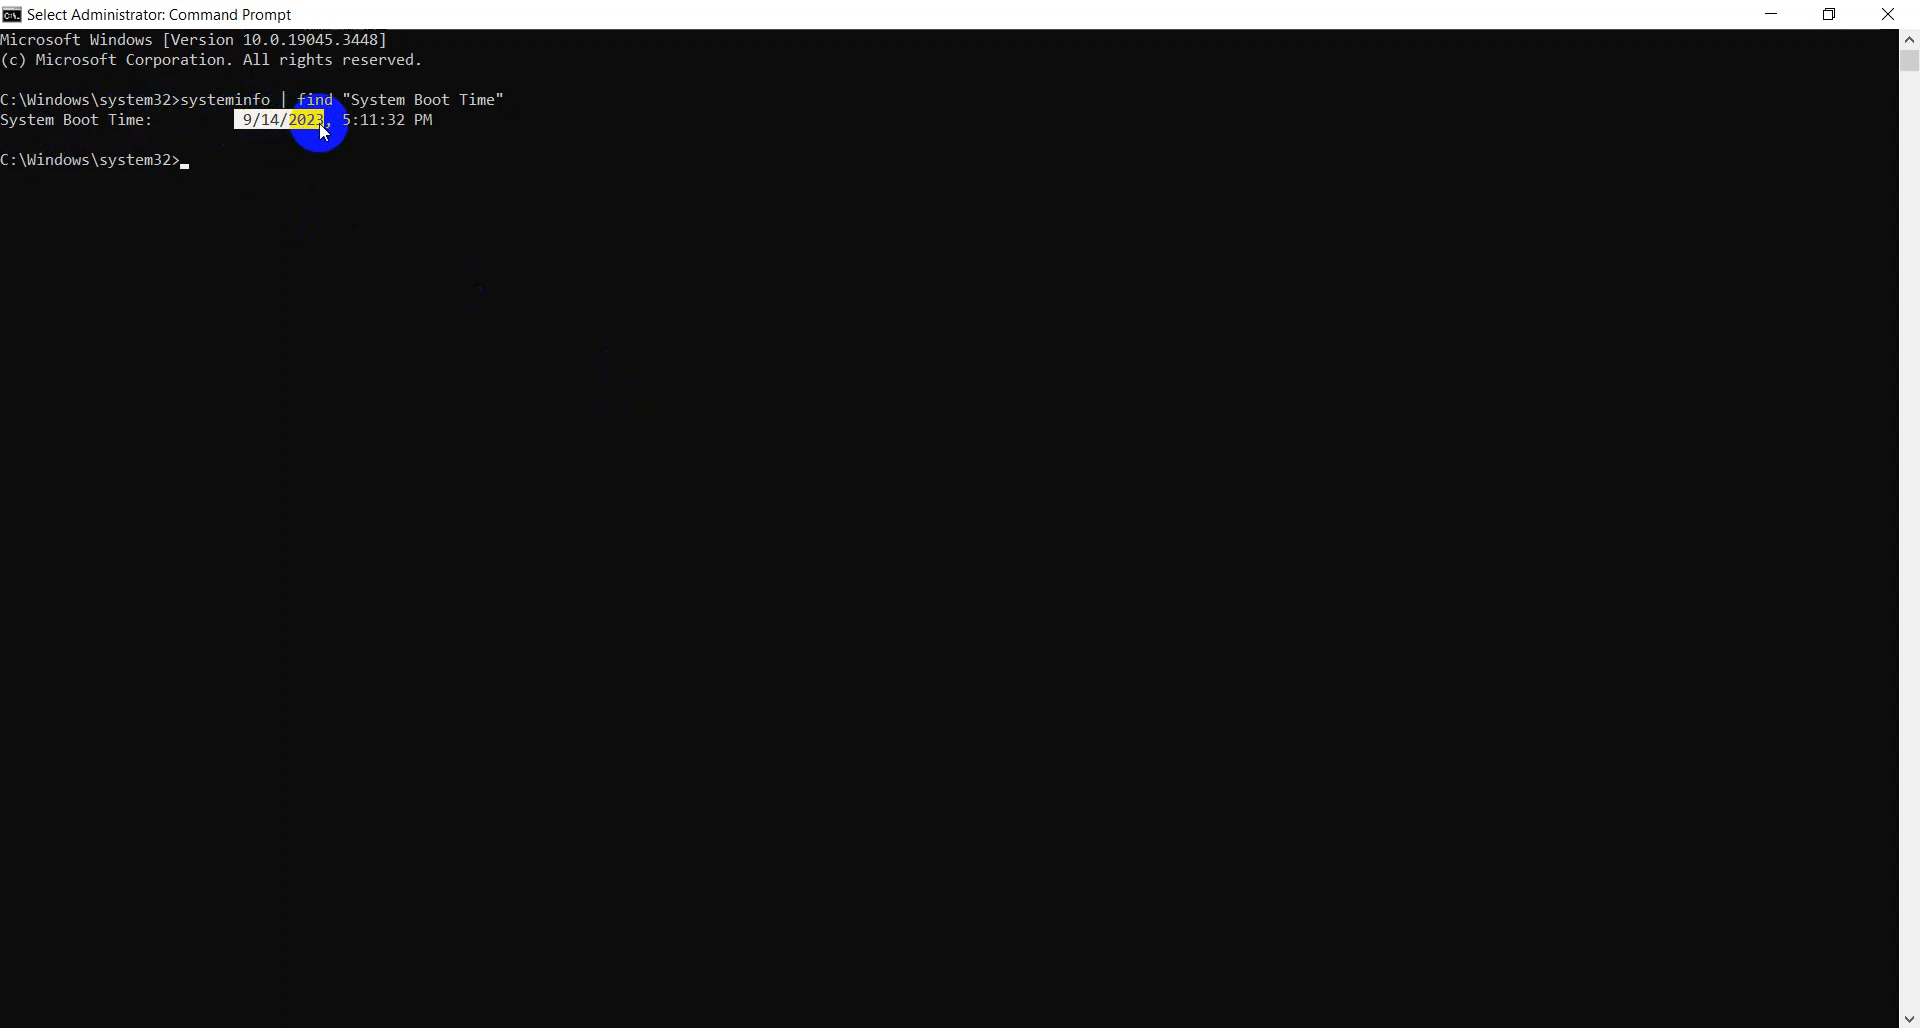 Select Administrator: Command Prompt
Microsoft Windows [Version 10.0.19045.3448]
(c) Microsoft Corporation. All rights reserved.
C:\Windows\system32>systeminfo | find "System Boot Time"
System Boot Time:          9/14/2023, 5:11:32 PM
C:\Windows\system32>